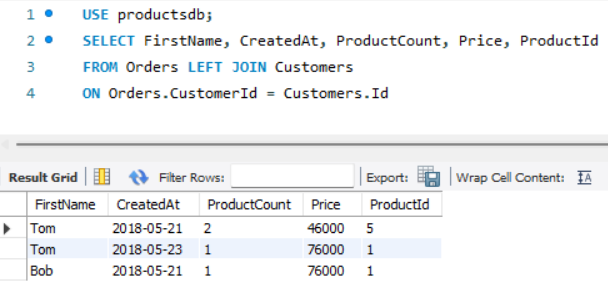 1 USE productsdb;
2 SELECT FirstName, CreatedAt, ProductCount, Price, ProductId
3 FROM Orders LEFT JOIN Customers
4 ON Orders.CustomerId = Customers.Id
Result Grid Filter Rows: Export: Wrap Cell Content: IA
FirstName CreatedAt ProductCount Price ProductId
Tom 2018-05-21 2 46000 5
Tom 2018-05-23 1 76000 1
Bob 2018-05-21 1 76000 1